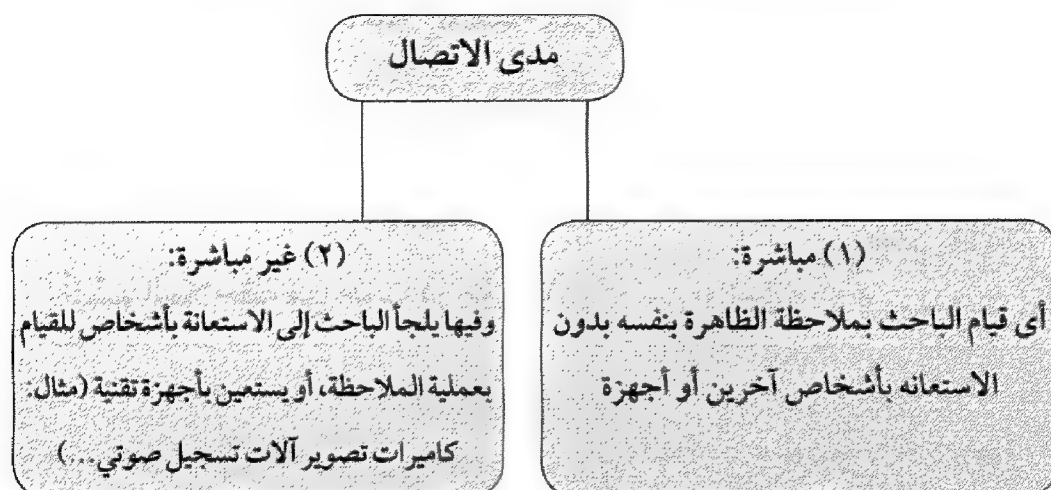 مدى الاتصال
(١) مباشرة:
أى قيام الباحث بملاحظة الظاهرة بنفسه بدون
الاستعانه بأشخاص آخرين أو أجهزة
(٢) غير مباشرة:
وفيها يلجأ الباحث إلى الاستعانة بأشخاص للقيام
بعملية الملاحظة، أو يستعين بأجهزة تقنية (مثال:
كاميرات تصوير آلات تسجيل صوتي...)